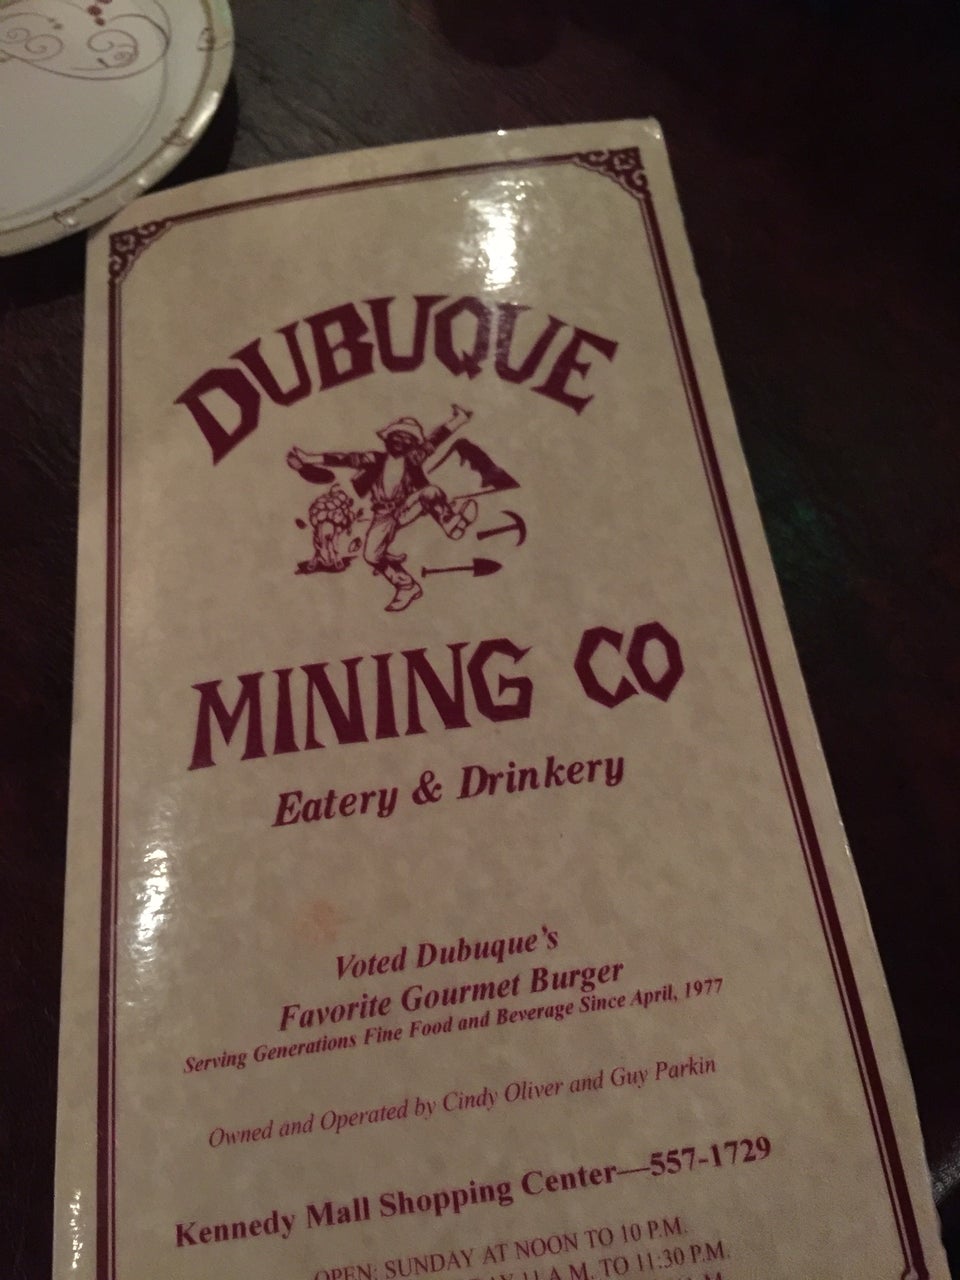 DUBUQUE
MINING CO
Eatery & Drinkery
Voted Dubuque's
Favorite Gourmet Burger
Serving Generations Fine Food and Beverage Since April, 1977
Owned and Operated by Cindy Oliver and Guy Parkin
Kennedy Mall Shopping Center—557-1729
OPEN: SUNDAY AT NOON TO 10 P.M.
11 A.M. TO 11:30 P.M.